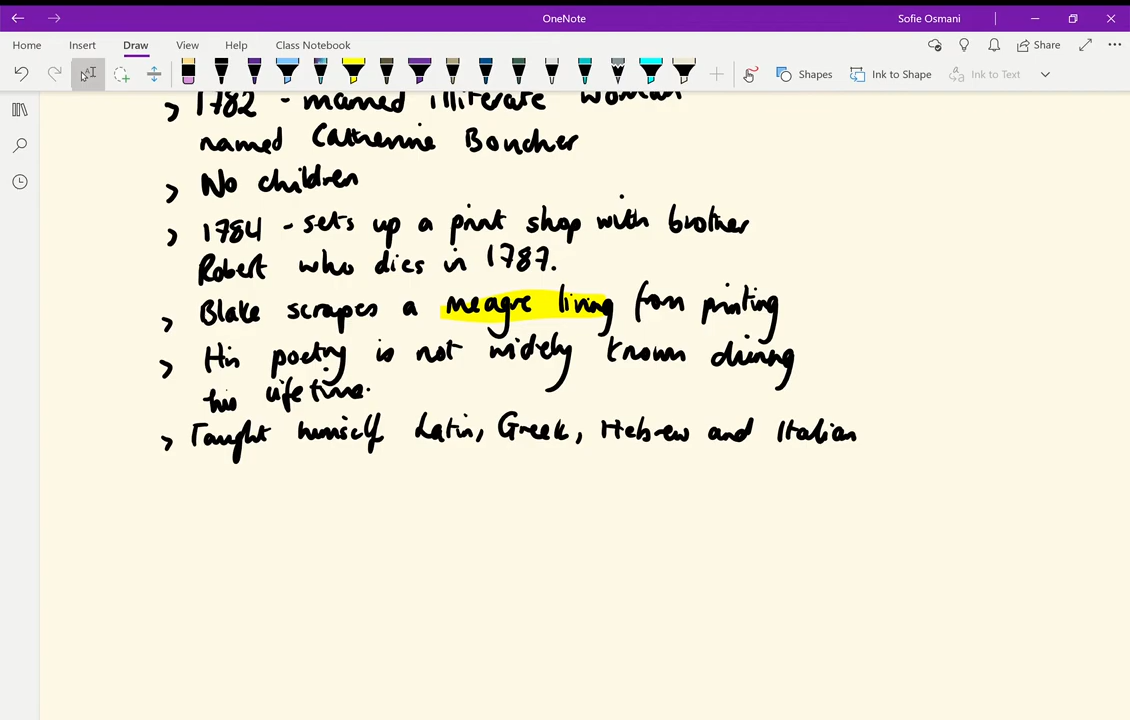 OneNote
Sofie Osmani
Home Insert Draw View Help Class Notebook
Share
Shapes Ink to Shape Ink to Text
> 1782 - married illiterate woman
named Catherine Boucher
> No children
> 1784 - sets up a print shop with brother
Robert who dies in 1787.
> Blake scrapes a meagre living from printing
> His poetry is not widely known during
his lifetime.
> Taught himself Latin, Greek, Hebrew and Italian